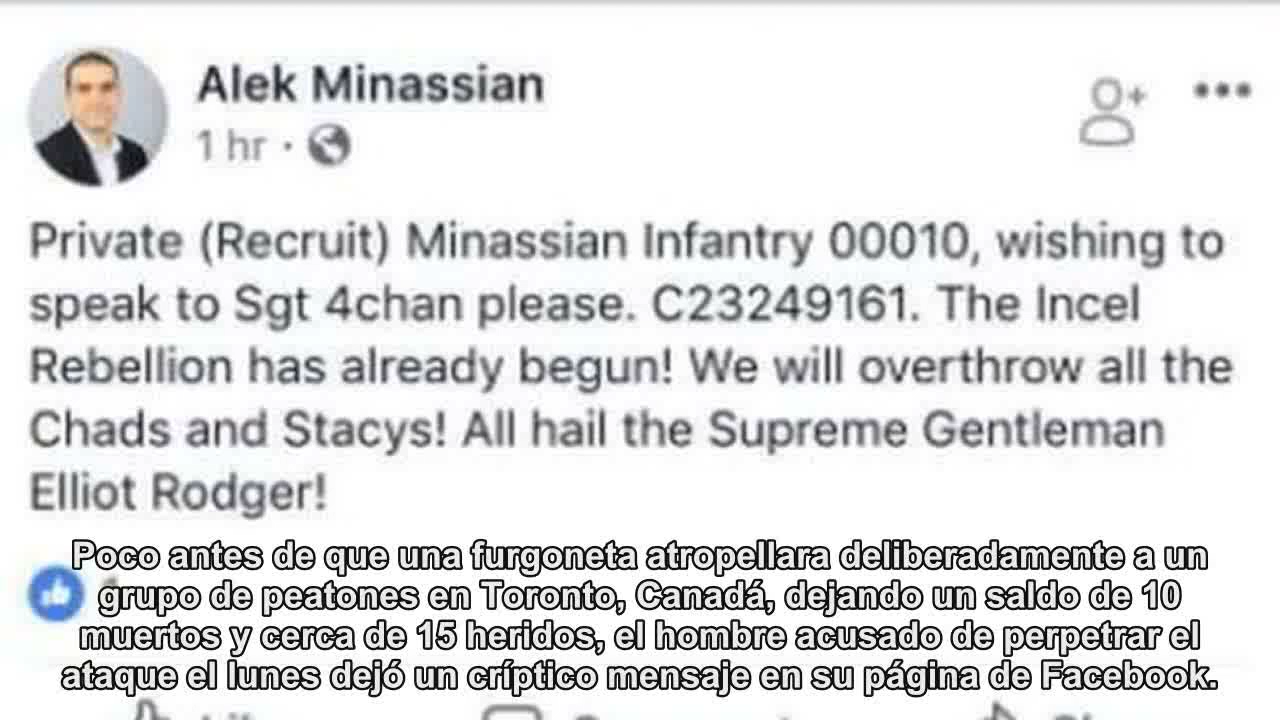 Alek Minassian
1 hr ·
Private (Recruit) Minassian Infantry 00010, wishing to
speak to Sgt 4chan please. C23249161. The Incel
Rebellion has already begun! We will overthrow all the
Chads and Stacys! All hail the Supreme Gentleman
Elliot Rodger!
Poco antes de que una furgoneta atropellara deliberadamente a un
grupo de peatones en Toronto, Canadá, dejando un saldo de 10
muertos y cerca de 15 heridos, el hombre acusado de perpetrar el
ataque el lunes dejó un críptico mensaje en su página de Facebook.